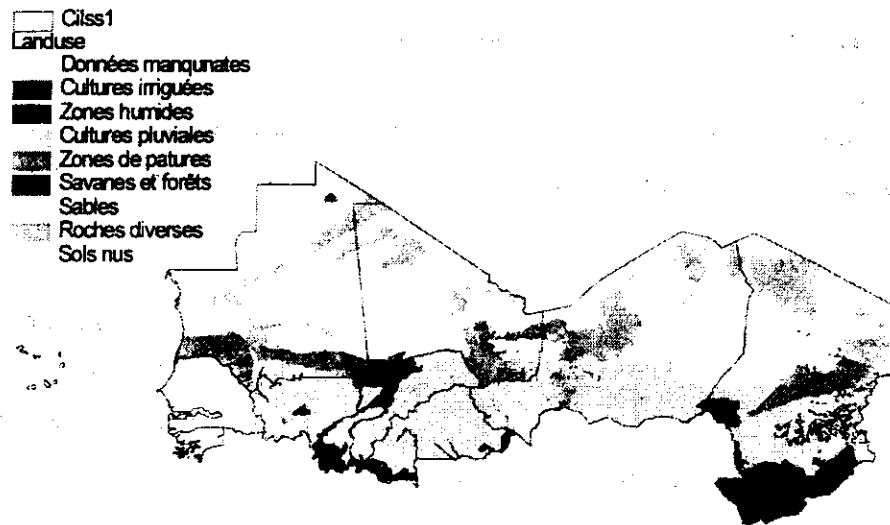 Cilss1
Landuse
Données manqunates
Cultures irriguées
Zones humides
Cultures pluviales
Zones de patures
Savanes et forêts
Sables
Roches diverses
Sols nus